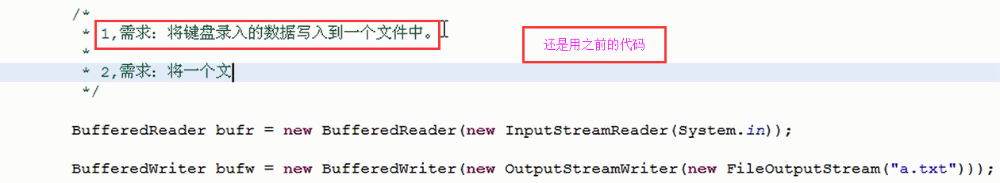 /*
* 1,需求：将键盘录入的数据写入到一个文件中。
*
还是用之前的代码
* 2,需求：将一个文
*/
BufferedReader bufr = new BufferedReader(new InputStreamReader(System.in));
BufferedWriter bufw = new BufferedWriter(new OutputStreamWriter(new FileOutputStream("a.txt")));